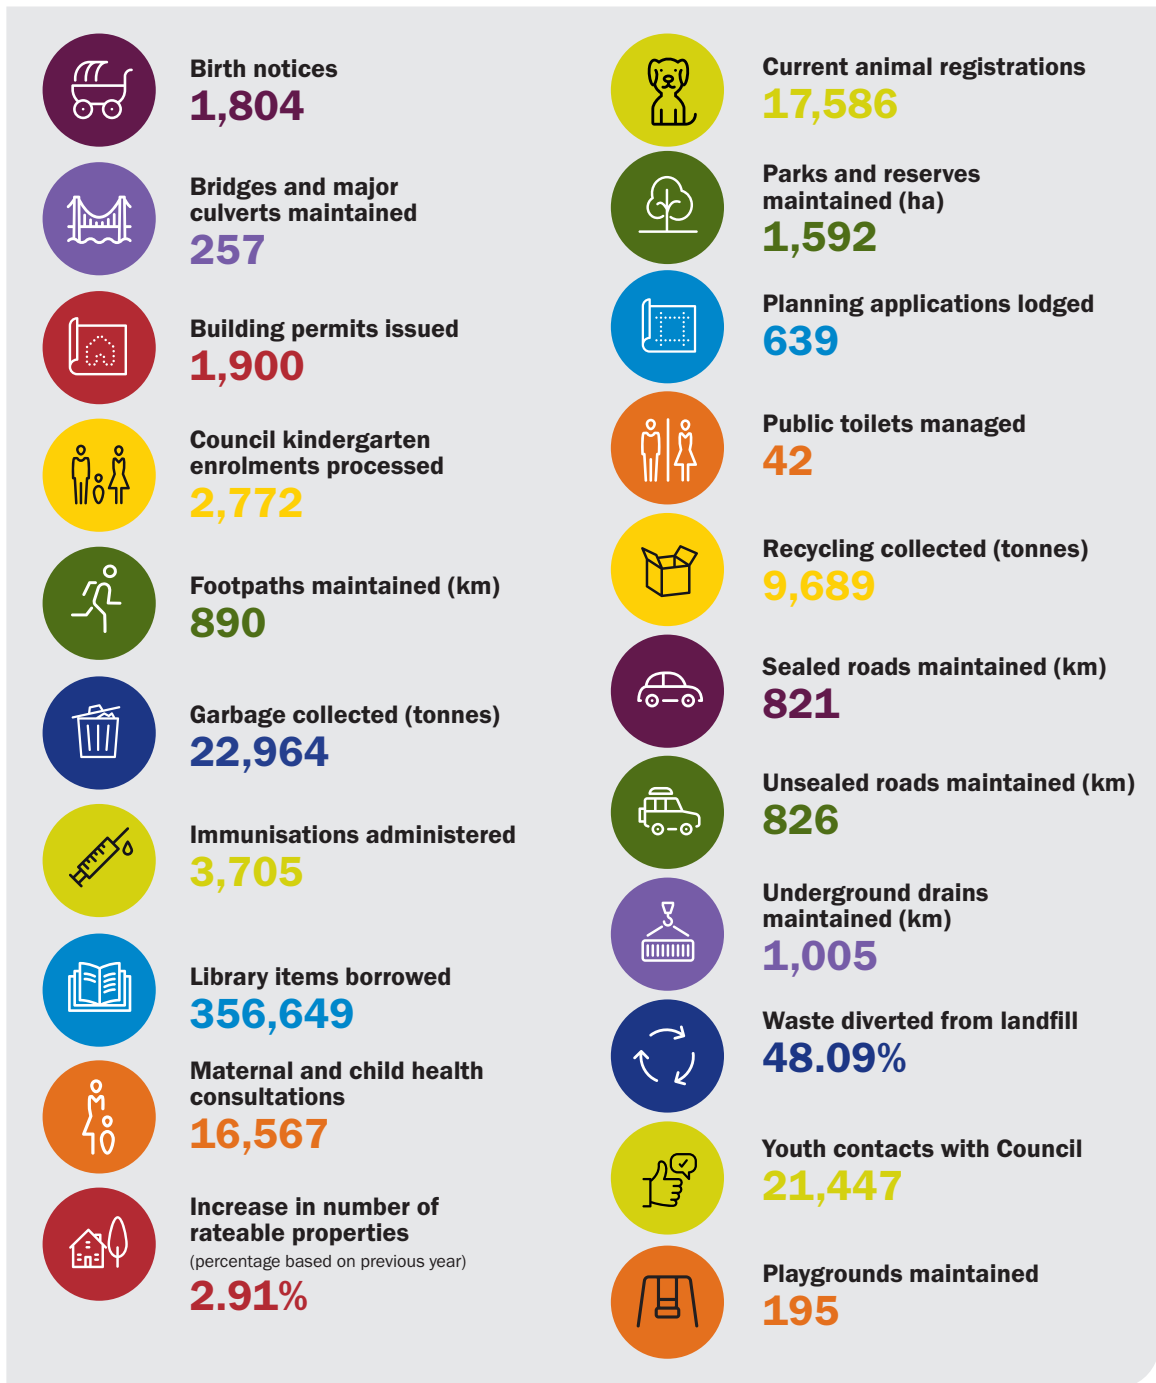 Birth notices
1,804
Bridges and major
culverts maintained
257
Building permits issued
1,900
Council kindergarten
enrolments processed
2,772
Footpaths maintained (km)
890
Garbage collected (tonnes)
22,964
Immunisations administered
3,705
Library items borrowed
356,649
Maternal and child health
consultations
16,567
Increase in number of
rateable properties
(percentage based on previous year)
2.91%
Current animal registrations
17,586
Parks and reserves
maintained (ha)
1,592
Planning applications lodged
639
Public toilets managed
42
Recycling collected (tonnes)
9,689
Sealed roads maintained (km)
821
Unsealed roads maintained (km)
826
Underground drains
maintained (km)
1,005
Waste diverted from landfill
48.09%
Youth contacts with Council
21,447
Playgrounds maintained
195